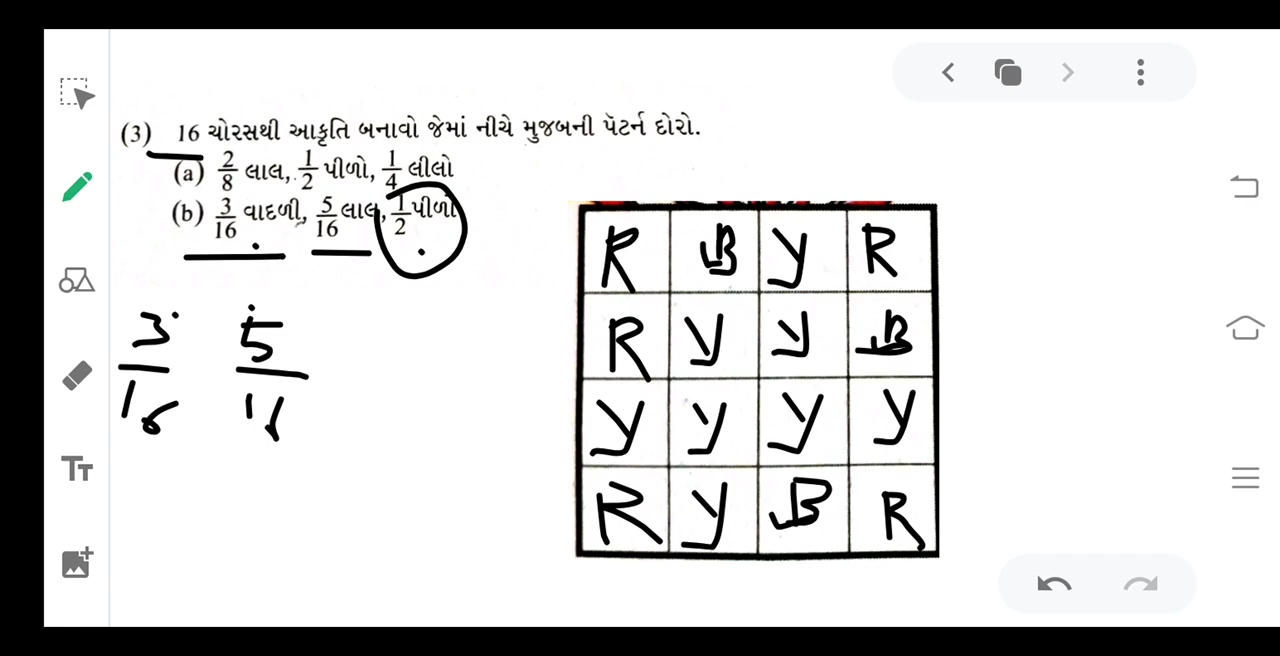 (3) 16 ચોરસથી આકૃતિ બનાવો જેમાં નીચે મુજબની પૅટર્ન દોરો.
(a) 2/8 લાલ, 1/2 પીળો, 1/4 લીલો
(b) 3/16 વાદળી, 5/16 લાલ, 1/2 પીળો
3/16 5/16
R B Y R
R Y Y B
Y Y Y Y
R Y B R
TT